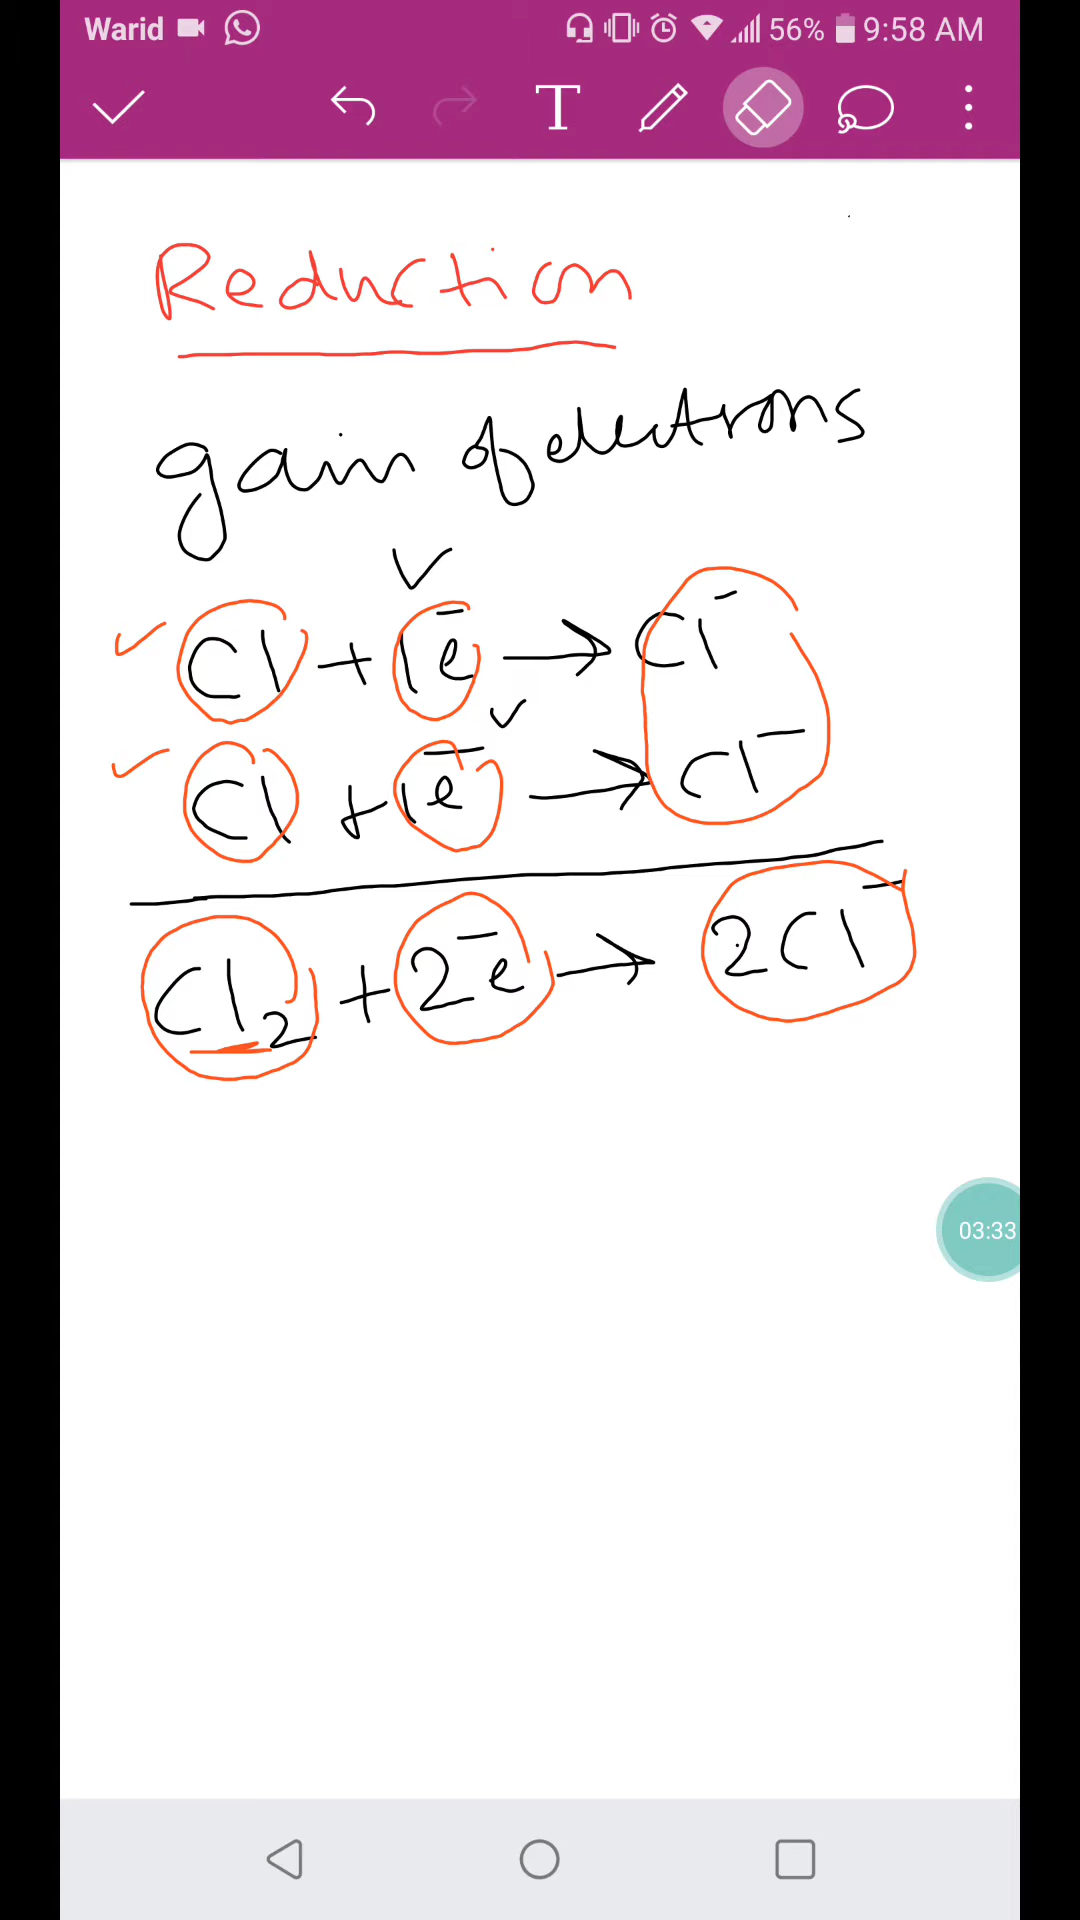 Warid 56% 9:58 AM
T
Reduction
gain of electrons
Cl + 1e̅ → Cl⁻
Cl + 1e̅ → Cl⁻
Cl₂ + 2e̅ → 2Cl⁻
03:33